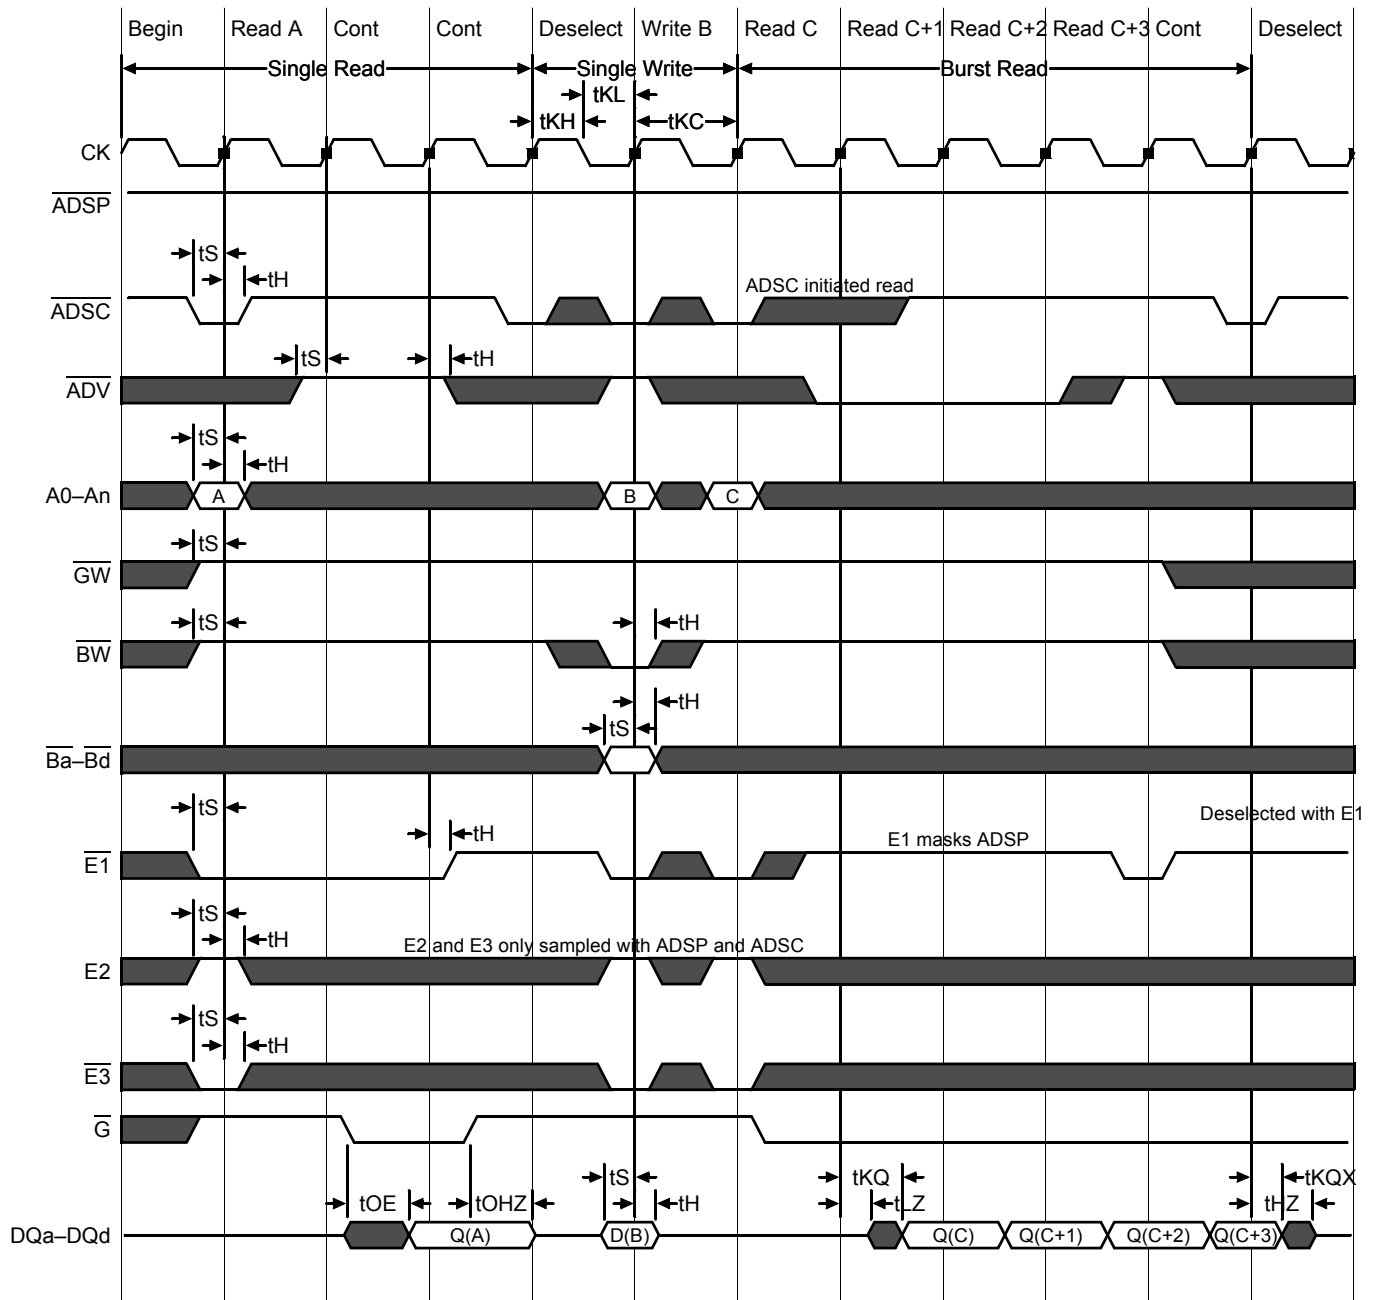 Begin Read A Cont Cont Deselect Write B Read C Read C+1 Read C+2 Read C+3 Cont Deselect
Single Read Single Write Burst Read
tKL
tKH tKC
CK
ADSP
tS
tH
ADSC initiated read
ADSC
tS tH
ADV
tS
tH
A0–An A B C
tS
GW
tS tH
BW
tH
tS
Ba–Bd
tS Deselected with E1
tH E1 masks ADSP
E1
tS
tH E2 and E3 only sampled with ADSP and ADSC
E2
tS
tH
E3
G
tS tKQ tKQX
tOE tOHZ tH tLZ tHZ
DQa–DQd Q(A) D(B) Q(C) Q(C+1) Q(C+2) Q(C+3)